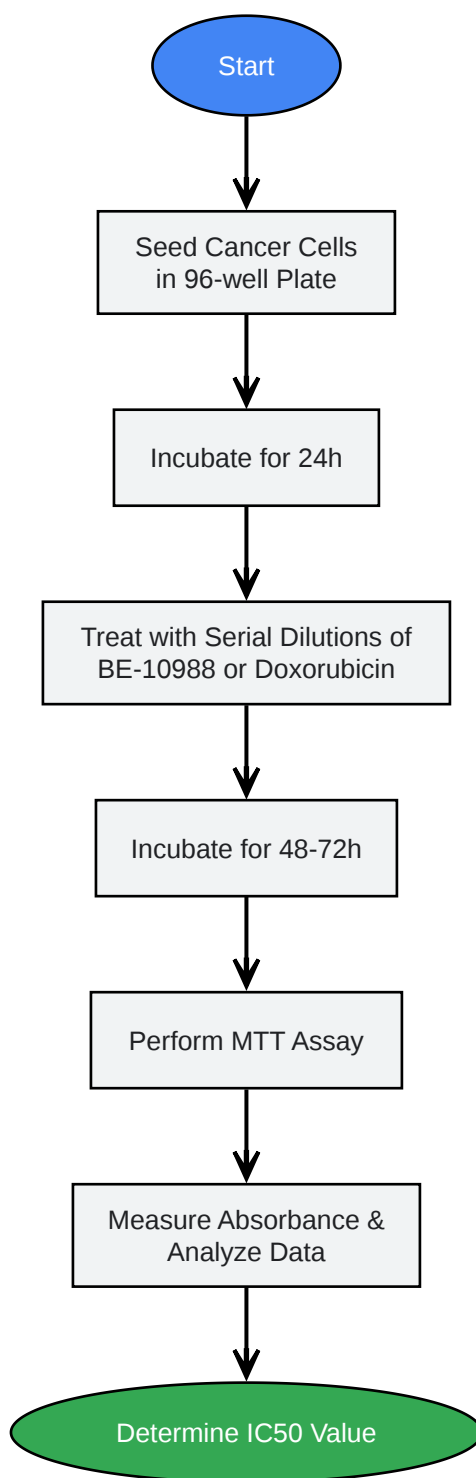 Start
Seed Cancer Cells
in 96-well Plate
Incubate for 24h
Treat with Serial Dilutions of
BE-10988 or Doxorubicin
Incubate for 48-72h
Perform MTT Assay
Measure Absorbance &
Analyze Data
Determine IC50 Value